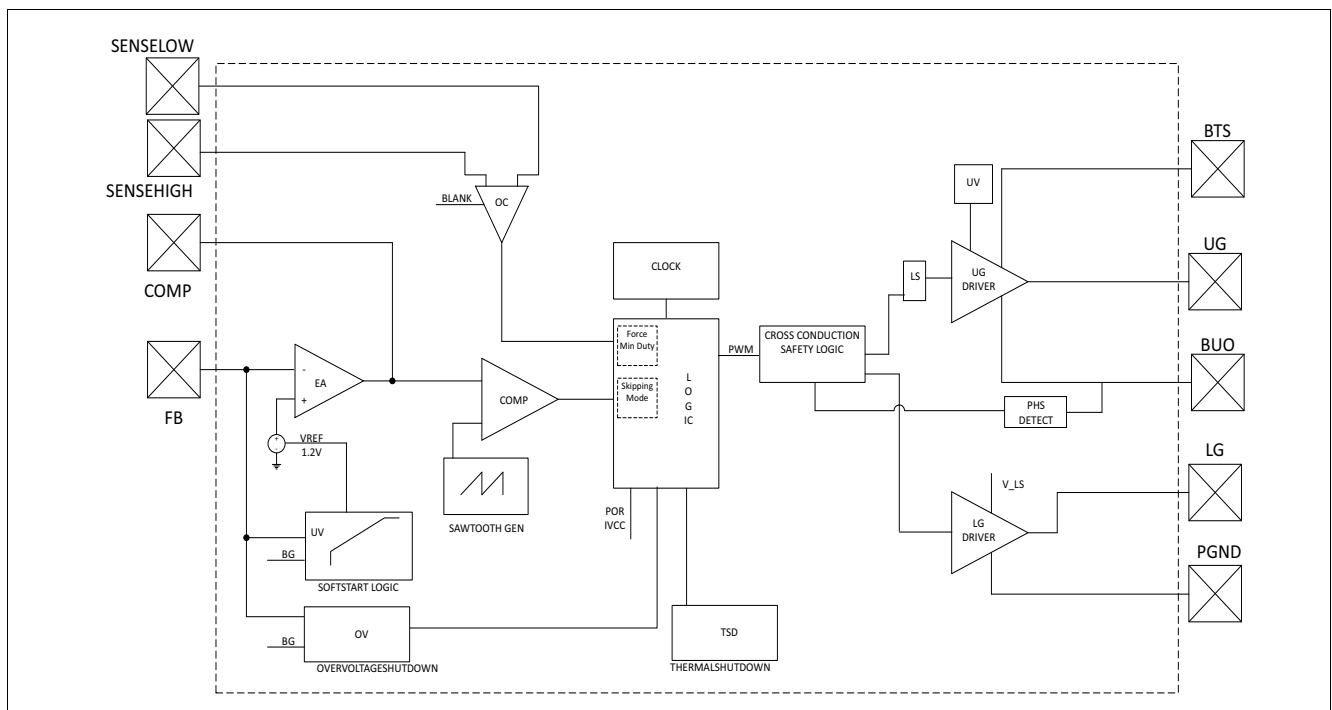 SENSELOW
SENSEHIGH
COMP
FB
BLANK
OC
CLOCK
Force
Min Duty
Skipping
Mode
L
O
G
IC
-
EA
+
+
-
VREF
1.2V
COMP
SAWTOOTH GEN
POR
IVCC
UV
BG
SOFTSTART LOGIC
BG
OV
OVERVOLTAGESHUTDOWN
TSD
THERMALSHUTDOWN
PWM
CROSS CONDUCTION
SAFETY LOGIC
LS
UV
UG
DRIVER
PHS
DETECT
V_LS
LG
DRIVER
BTS
UG
BUO
LG
PGND